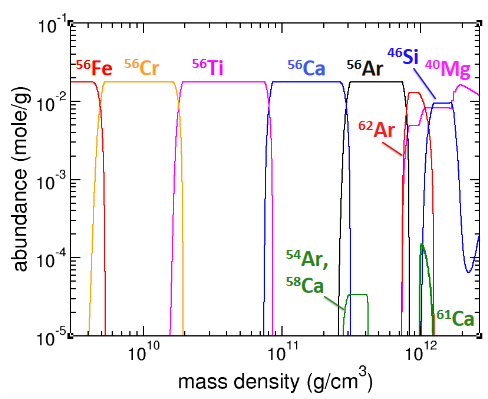 10⁻¹
⁴⁶Si
⁵⁶Fe ⁵⁶Cr ⁵⁶Ti ⁵⁶Ca ⁵⁶Ar ⁴⁰Mg
10⁻²
⁶²Ar
abundance (mole/g)
10⁻³
10⁻⁴
⁵⁴Ar,
⁵⁸Ca
⁶¹Ca
10⁻⁵
10¹⁰ 10¹¹ 10¹²
mass density (g/cm³)